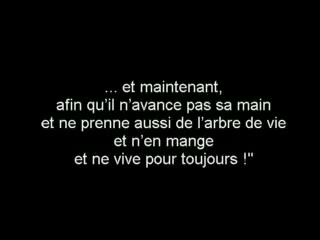 ... et maintenant,
afin qu'il n'avance pas sa main
et ne prenne aussi de l'arbre de vie
et n'en mange
et ne vive pour toujours !"